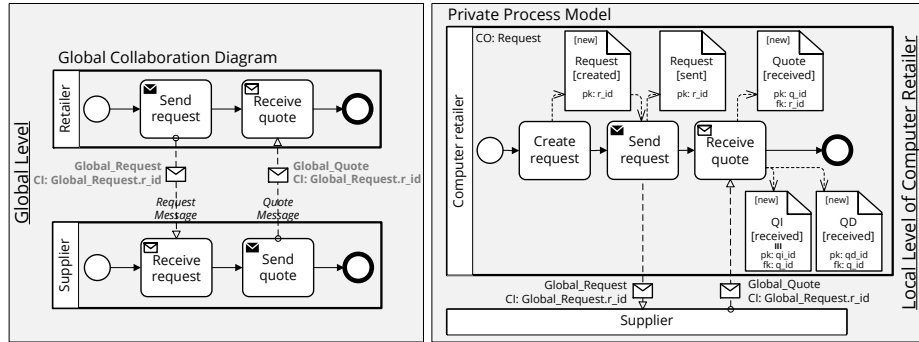 Global Level
Global Collaboration Diagram
Retailer
Send
request
Receive
quote
Global_Request
CI: Global_Request.r_id
Global_Quote
CI: Global_Request.r_id
Request
Message
Quote
Message
Supplier
Receive
request
Send
quote
Private Process Model
Local Level of Computer Retailer
Computer retailer
CO: Request
[new]
Request
[created]
pk: r_id
Request
[sent]
pk: r_id
[new]
Quote
[received]
pk: q_id
fk: r_id
Create
request
Send
request
Receive
quote
[new]
QI
[received]
pk: qi_id
fk: q_id
[new]
QD
[received]
pk: qd_id
fk: q_id
Global_Request
CI: Global_Request.r_id
Global_Quote
CI: Global_Request.r_id
Supplier